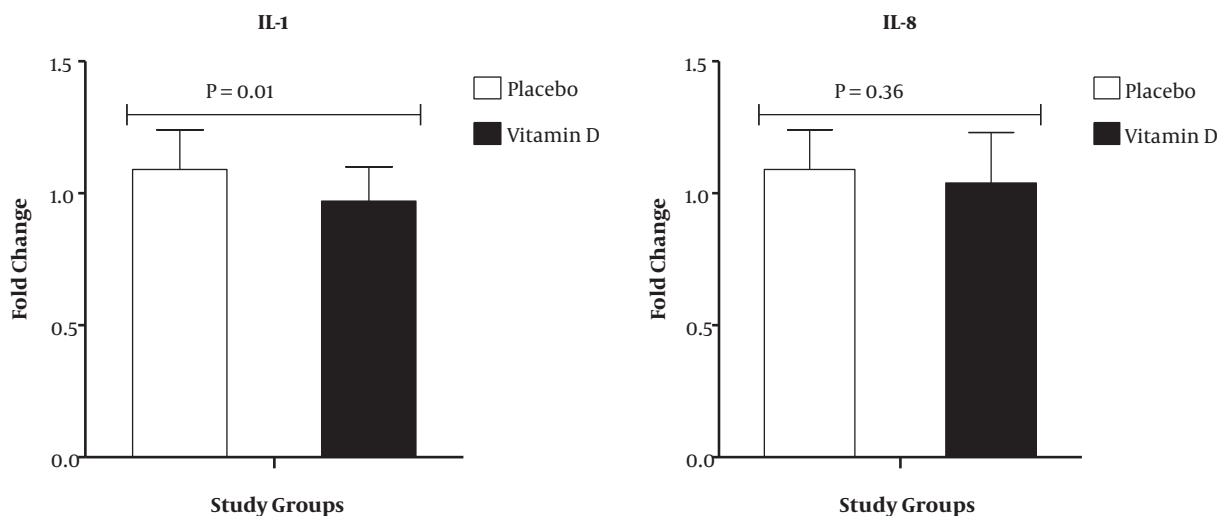 IL-1
1.5
P = 0.01
Placebo
Vitamin D
1.0
Fold Change
0.5
0.0
Study Groups
IL-8
1.5
P = 0.36
Placebo
Vitamin D
1.0
Fold Change
0.5
0.0
Study Groups